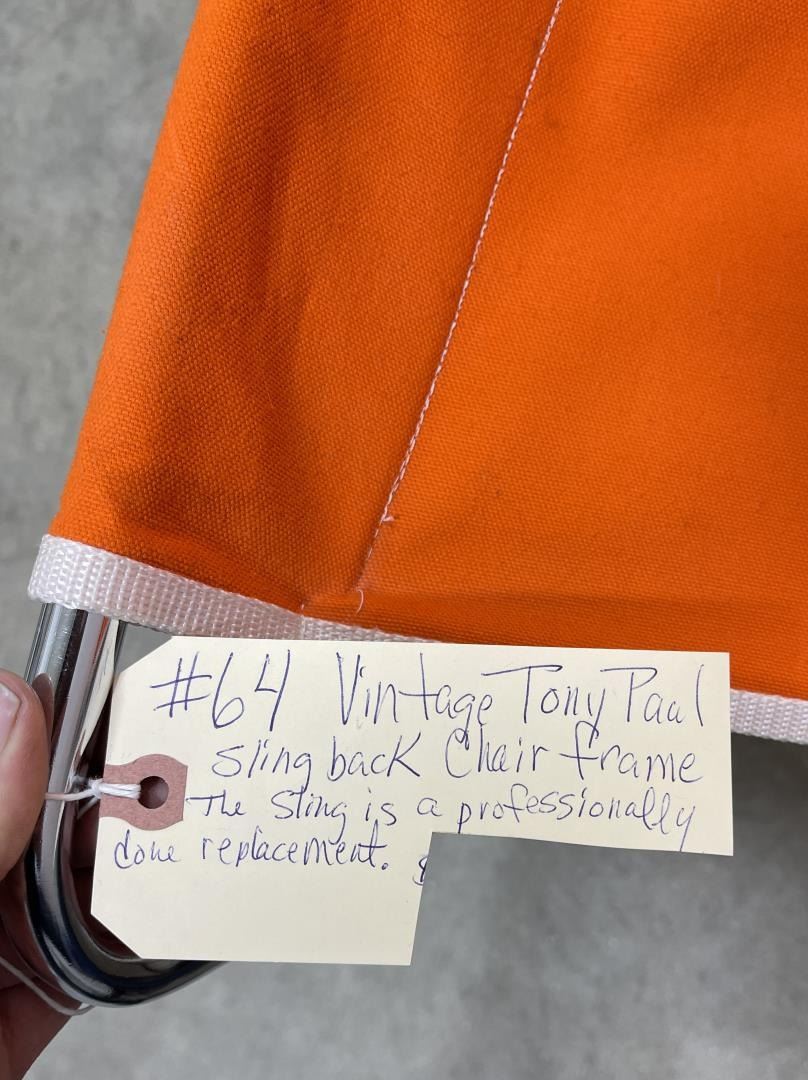 #64 Vintage Tony Paul
sling back Chair frame
The sling is a professionally
done replacement. $